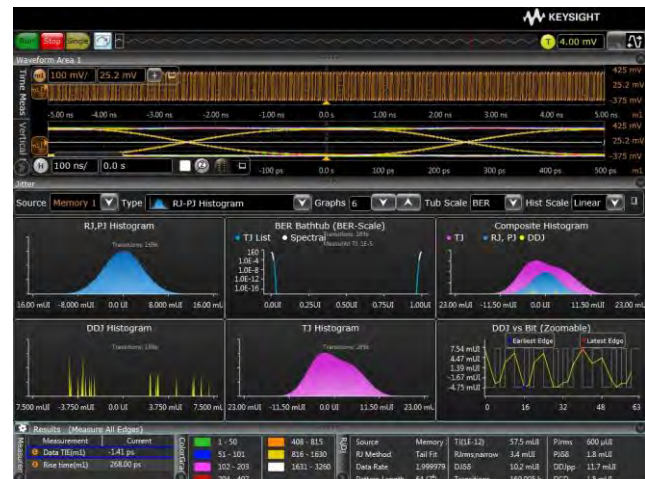 KEYSIGHT
Run Stop Single T 4.00 mV
Waveform Area 1
Time Meas
Vertical
m1 100 mV/ 25.2 mV +
425 mV
25.2 mV
-375 mV
-5.00 ns -4.00 ns -3.00 ns -2.00 ns -1.00 ns 0.0 s 1.00 ns 2.00 ns 3.00 ns 4.00 ns 5.00 ns m1
425 mV
25.2 mV
-375 mV
H 100 ns/ 0.0 s
-100 ps 0.0 s 100 ps 200 ps 300 ps 400 ps 500 ps m1
Jitter
Source Memory 1 Type RJ-PJ Histogram Graphs 6 Tub Scale BER Hist Scale Linear
RJ,PJ Histogram
16.00 mUI -8.000 mUI 0.0 UI 8.000 mUI 16.00 mU
BER Bathtub (BER-Scale)
TJ List Spectral
1E0
1.0E-4
1.0E-8
1.0E-12
1.0E-16
0.0UI 0.25UI 0.50UI 0.75UI 1.00UI
Composite Histogram
TJ RJ, PJ DDJ
23.00 mUI -11.50 mUI 0.0 UI 11.50 mUI 23.00 mU
DDJ Histogram
7.500 mUI -3.750 mUI 0.0 UI 3.750 mUI 7.500 mU
TJ Histogram
23.00 mUI -11.50 mUI 0.0 UI 11.50 mUI 23.00 mU
DDJ vs Bit (Zoomable)
Earliest Edge Latest Edge
7.54 mUI
4.47 mUI
1.39 mUI
-1.67 mUI
-4.75 mUI
0 16 32 48 63
Results (Measure All Edges)
Measurement Current
Data TIE(m1) -1.41 ps
Rise time(m1) 268.00 ps
1 - 50 408 - 815
51 - 101 816 - 1630
102 - 203 1631 - 3260
204 - 407
RJDJ
Source Memory TJ(1E-12) 57.5 mUI PJrms 600 µUI
RJ Method Tail Fit RJrms,narrow 3.4 mUI PJδδ 1.8 mUI
Data Rate 1.999979 DJδδ 10.2 mUI DDJpp 11.7 mUI